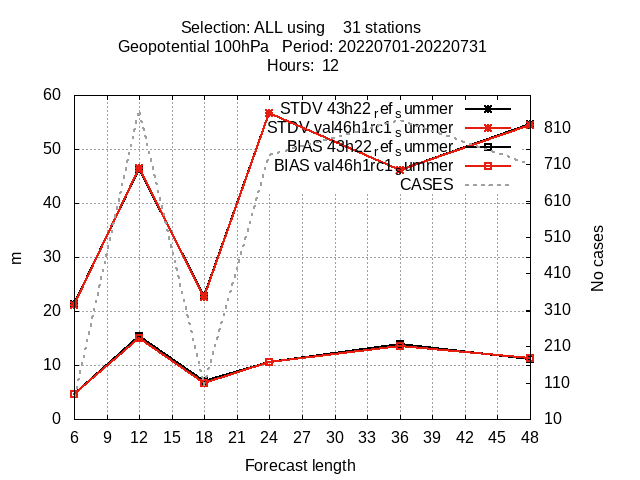 Selection: ALL using    31 stations
Geopotential 100hPa   Period: 20220701-20220731
Hours:  12
60
50
40
30
20
10
0
m
STDV 43h22_ref_summer
STDV val46h1rc1_summer
BIAS 43h22_ref_summer
BIAS val46h1rc1_summer
CASES
810
710
610
510
410
310
210
110
10
No cases
6 9 12 15 18 21 24 27 30 33 36 39 42 45 48
Forecast length